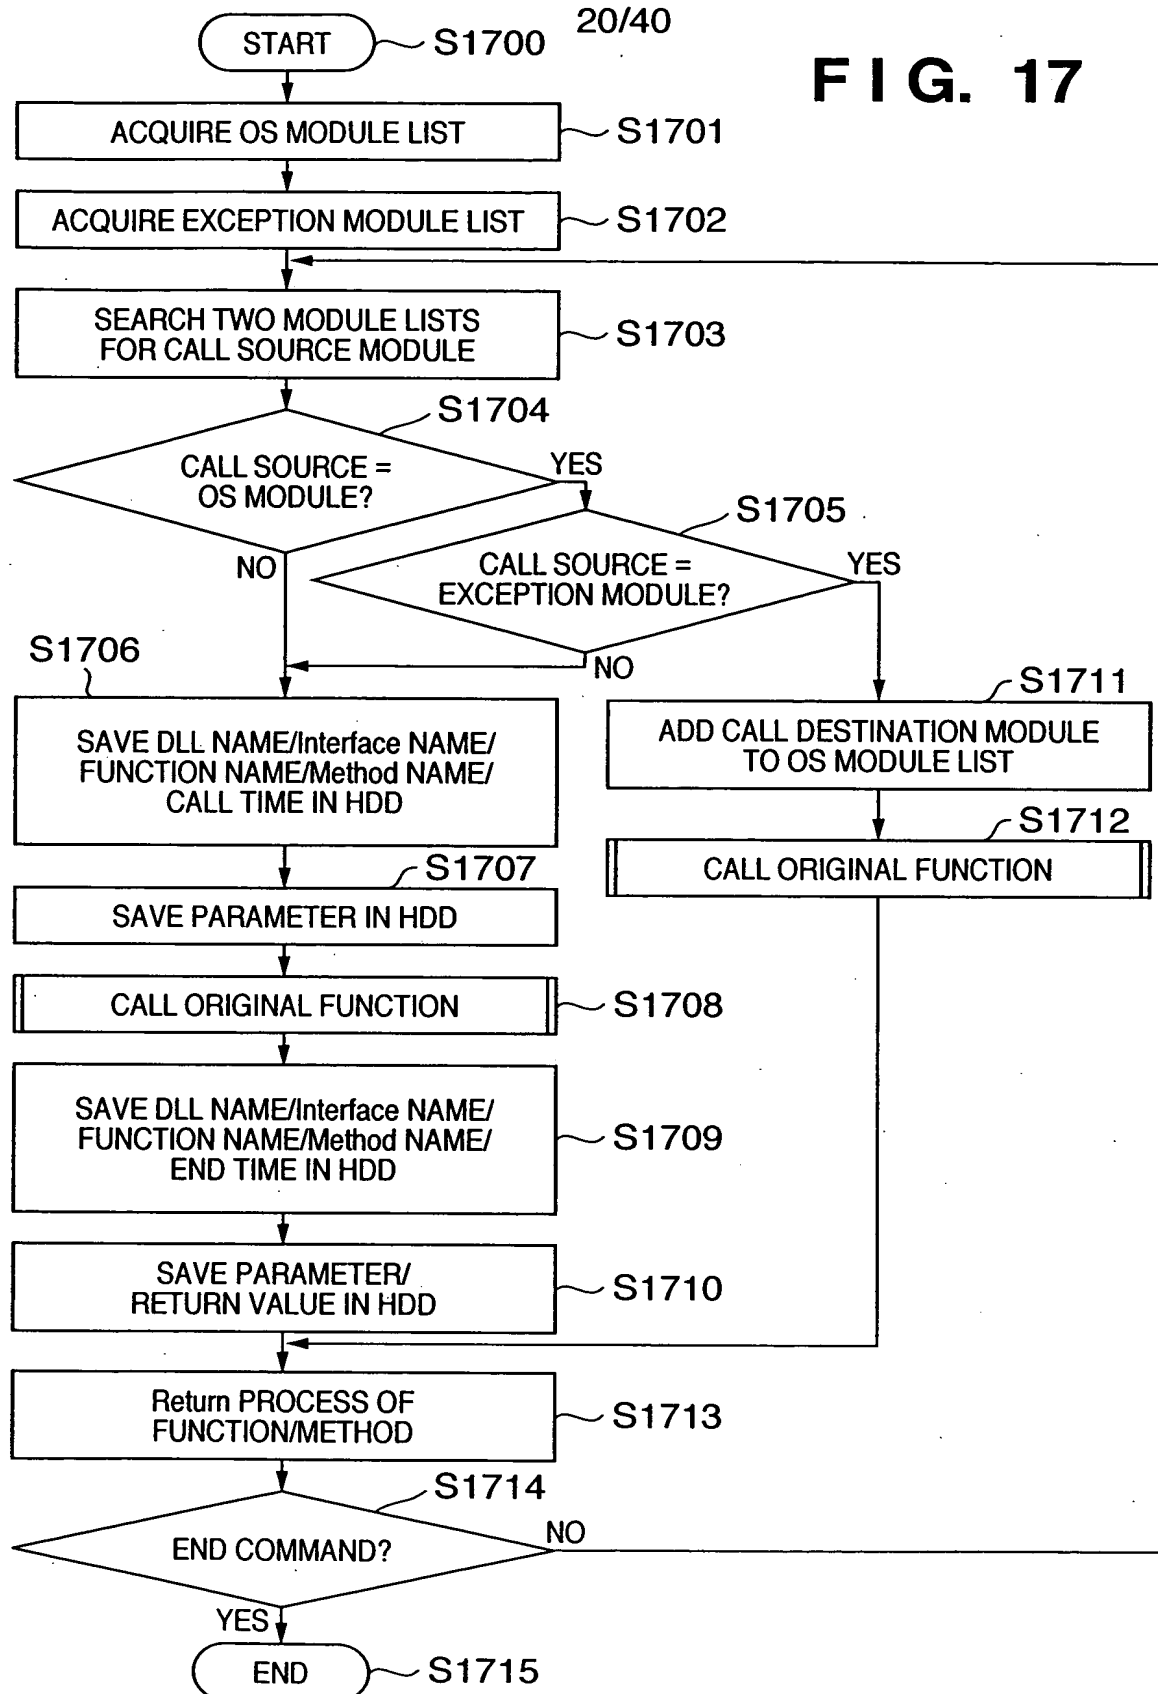 20/40
FIG. 17
START
S1700
ACQUIRE OS MODULE LIST
S1701
ACQUIRE EXCEPTION MODULE LIST
S1702
SEARCH TWO MODULE LISTS
FOR CALL SOURCE MODULE
S1703
S1704
CALL SOURCE =
OS MODULE?
YES
NO
S1705
CALL SOURCE =
EXCEPTION MODULE?
YES
NO
S1706
SAVE DLL NAME/Interface NAME/
FUNCTION NAME/Method NAME/
CALL TIME IN HDD
S1711
ADD CALL DESTINATION MODULE
TO OS MODULE LIST
S1712
CALL ORIGINAL FUNCTION
S1707
SAVE PARAMETER IN HDD
CALL ORIGINAL FUNCTION
S1708
SAVE DLL NAME/Interface NAME/
FUNCTION NAME/Method NAME/
END TIME IN HDD
S1709
SAVE PARAMETER/
RETURN VALUE IN HDD
S1710
Return PROCESS OF
FUNCTION/METHOD
S1713
S1714
END COMMAND?
NO
YES
END
S1715